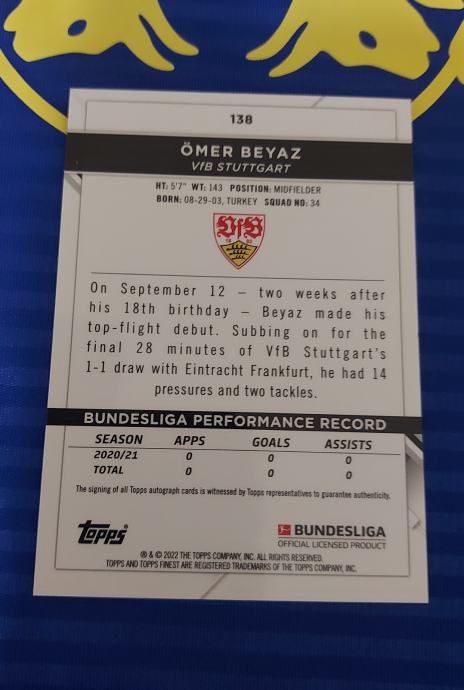 138
ÖMER BEYAZ
VfB STUTTGART
HT: 5'7" WT: 143 POSITION: MIDFIELDER
BORN: 08-29-03, TURKEY SQUAD NO: 34
VfB
18 93
On September 12 – two weeks after
his 18th birthday – Beyaz made his
top-flight debut. Subbing on for the
final 28 minutes of VfB Stuttgart's
1-1 draw with Eintracht Frankfurt, he had 14
pressures and two tackles.
BUNDESLIGA PERFORMANCE RECORD
SEASON APPS GOALS ASSISTS
2020/21 0 0 0
TOTAL 0 0 0
The signing of all Topps autograph cards is witnessed by Topps representatives to guarantee authenticity.
topps
BUNDESLIGA
OFFICIAL LICENSED PRODUCT
® & © 2022 THE TOPPS COMPANY, INC. ALL RIGHTS RESERVED.
TOPPS AND TOPPS FINEST ARE REGISTERED TRADEMARKS OF THE TOPPS COMPANY, INC.